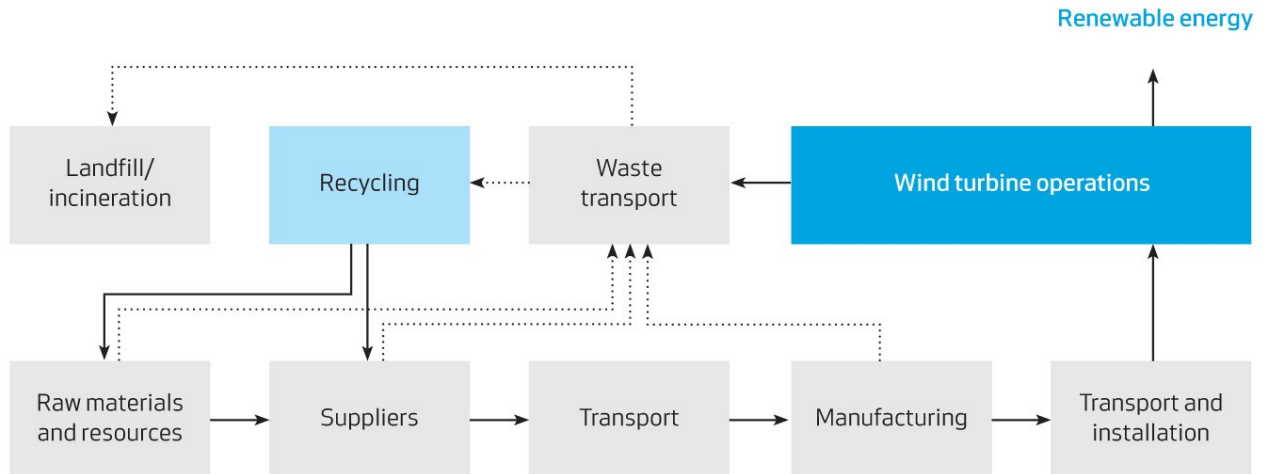 Renewable energy
Landfill/
incineration
Recycling
Waste
transport
Wind turbine operations
Raw materials
and resources
Suppliers
Transport
Manufacturing
Transport and
installation